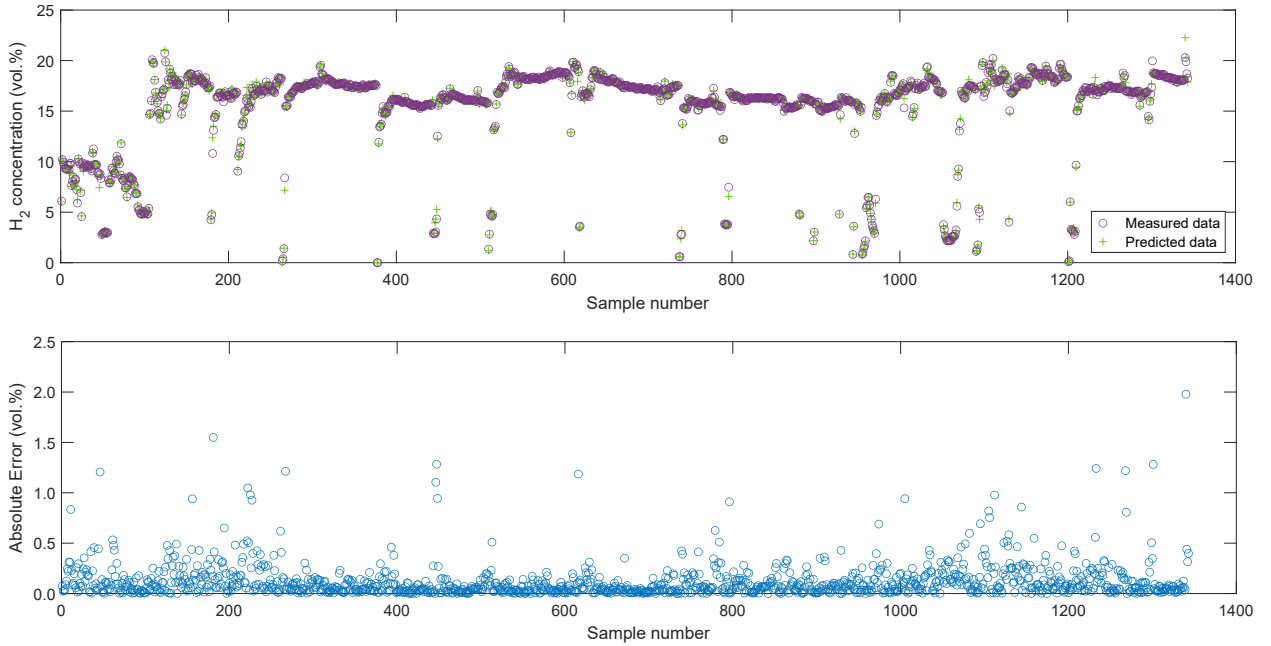 25
20
15
10
5
0
H2 concentration (vol.%)
Measured data
Predicted data
0 200 400 600 800 1000 1200 1400
Sample number
2.5
2.0
1.5
1.0
0.5
0.0
Absolute Error (vol.%)
0 200 400 600 800 1000 1200 1400
Sample number